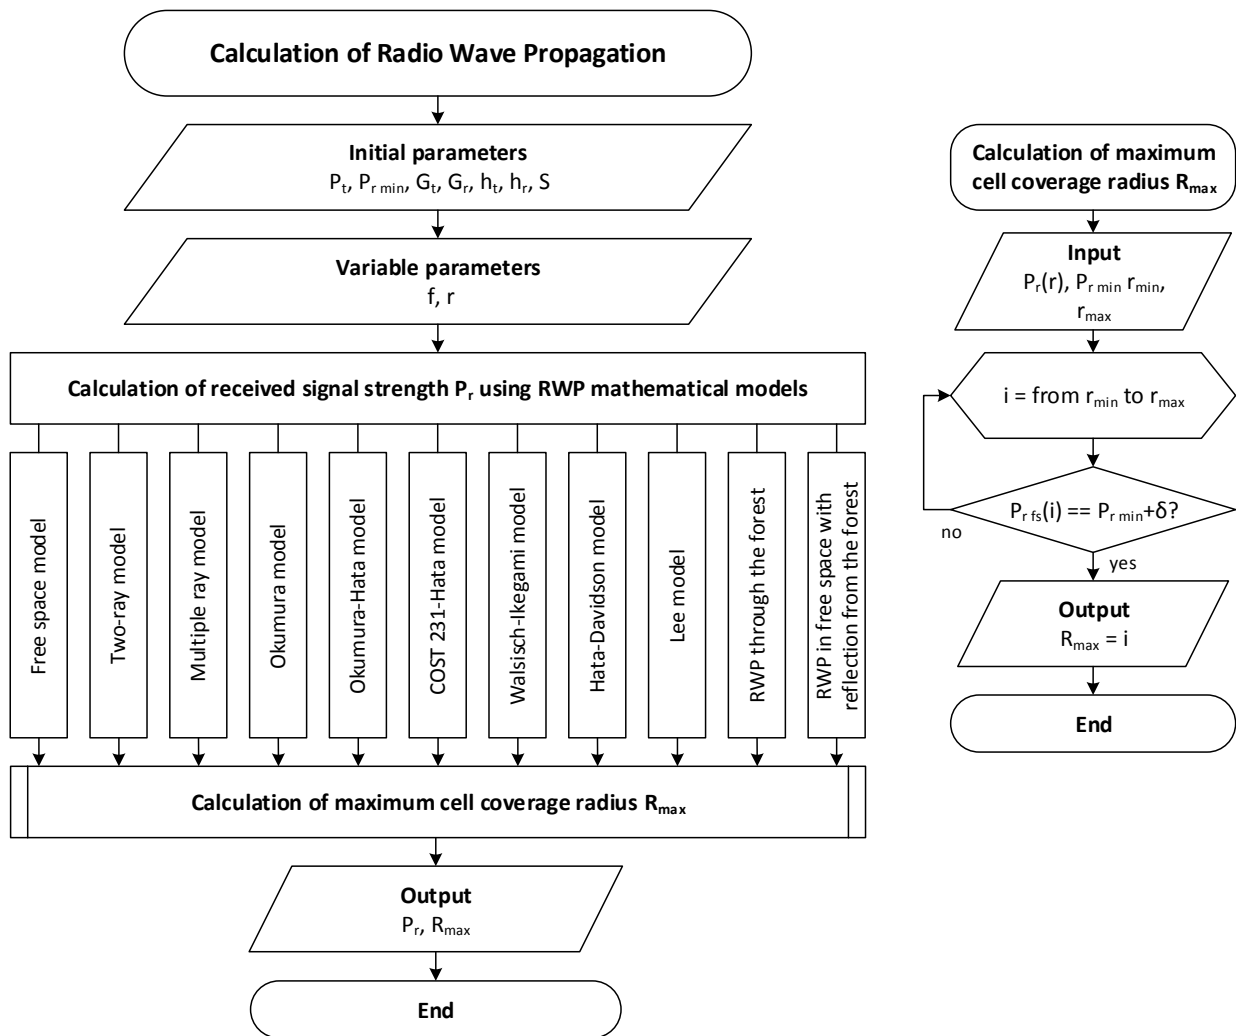 Calculation of Radio Wave Propagation
Initial parameters
Pt, Pr min, Gt, Gr, ht, hr, S
Variable parameters
f, r
Calculation of received signal strength Pr using RWP mathematical models
Free space model
Two-ray model
Multiple ray model
Okumura model
Okumura-Hata model
COST 231-Hata model
Walsisch-Ikegami model
Hata-Davidson model
Lee model
RWP through the forest
RWP in free space with
reflection from the forest
Calculation of maximum cell coverage radius Rmax
Output
Pr, Rmax
End
Calculation of maximum
cell coverage radius Rmax
Input
Pr(r), Pr min rmin,
rmax
i = from rmin to rmax
Pr fs(i) == Pr min+δ?
no
yes
Output
Rmax = i
End